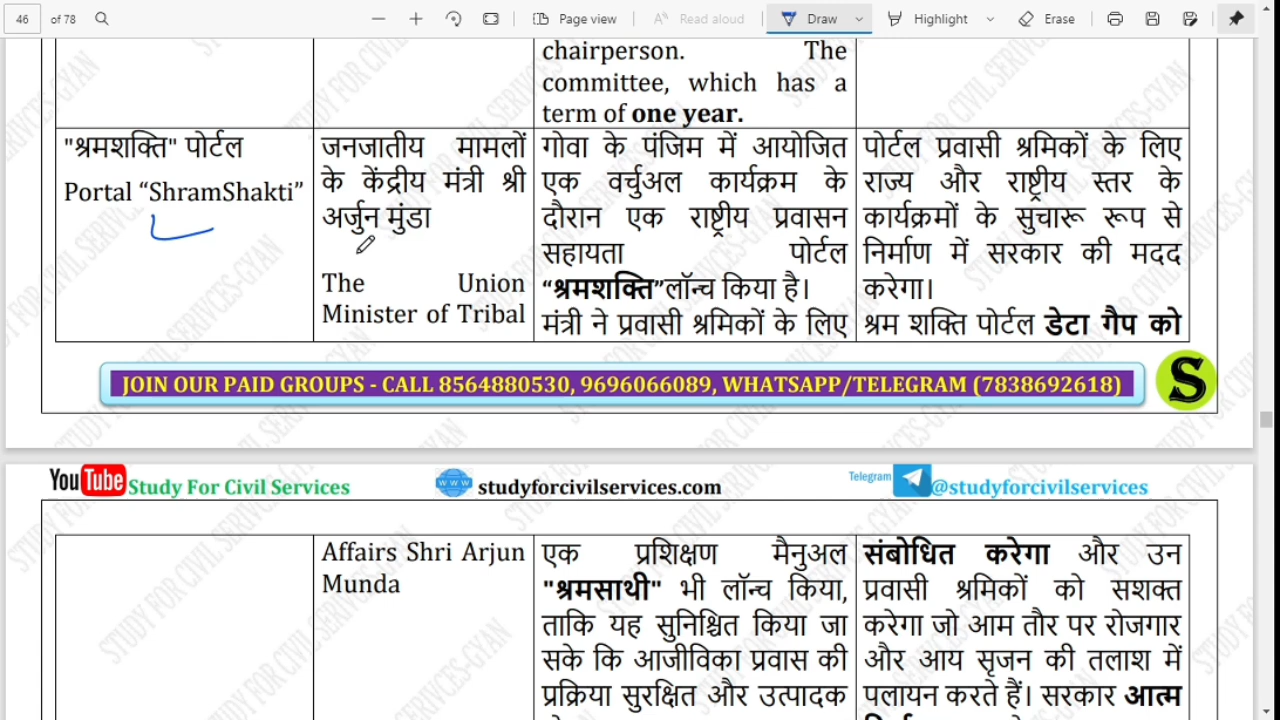 46 of 78 Page view Read aloud Draw Highlight Erase
chairperson. The
committee, which has a
term of one year.
"श्रमशक्ति" पोर्टल
Portal “ShramShakti”
जनजातीय मामलों
के केंद्रीय मंत्री श्री
अर्जुन मुंडा
The Union
Minister of Tribal
गोवा के पंजिम में आयोजित
एक वर्चुअल कार्यक्रम के
दौरान एक राष्ट्रीय प्रवासन
सहायता पोर्टल
“श्रमशक्ति”लॉन्च किया है।
मंत्री ने प्रवासी श्रमिकों के लिए
पोर्टल प्रवासी श्रमिकों के लिए
राज्य और राष्ट्रीय स्तर के
कार्यक्रमों के सुचारू रूप से
निर्माण में सरकार की मदद
करेगा।
श्रम शक्ति पोर्टल डेटा गैप को
JOIN OUR PAID GROUPS - CALL 8564880530, 9696066089, WHATSAPP/TELEGRAM (7838692618)
S
YouTube Study For Civil Services
www studyforcivilservices.com
Telegram @studyforcivilservices
Affairs Shri Arjun
Munda
एक प्रशिक्षण मैनुअल
"श्रमसाथी" भी लॉन्च किया,
ताकि यह सुनिश्चित किया जा
सके कि आजीविका प्रवास की
प्रक्रिया सुरक्षित और उत्पादक
संबोधित करेगा और उन
प्रवासी श्रमिकों को सशक्त
करेगा जो आम तौर पर रोजगार
और आय सृजन की तलाश में
पलायन करते हैं। सरकार आत्म